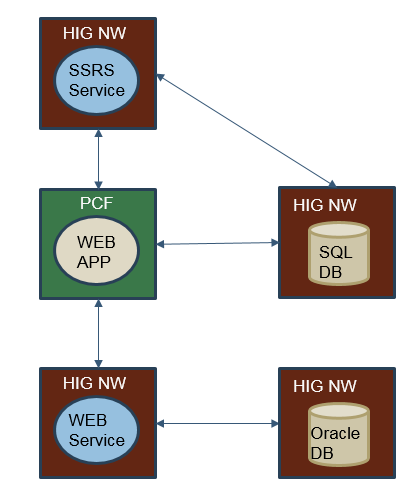 HIG NW
SSRS
Service
PCF
WEB
APP
HIG NW
SQL
DB
HIG NW
WEB
Service
HIG NW
Oracle
DB